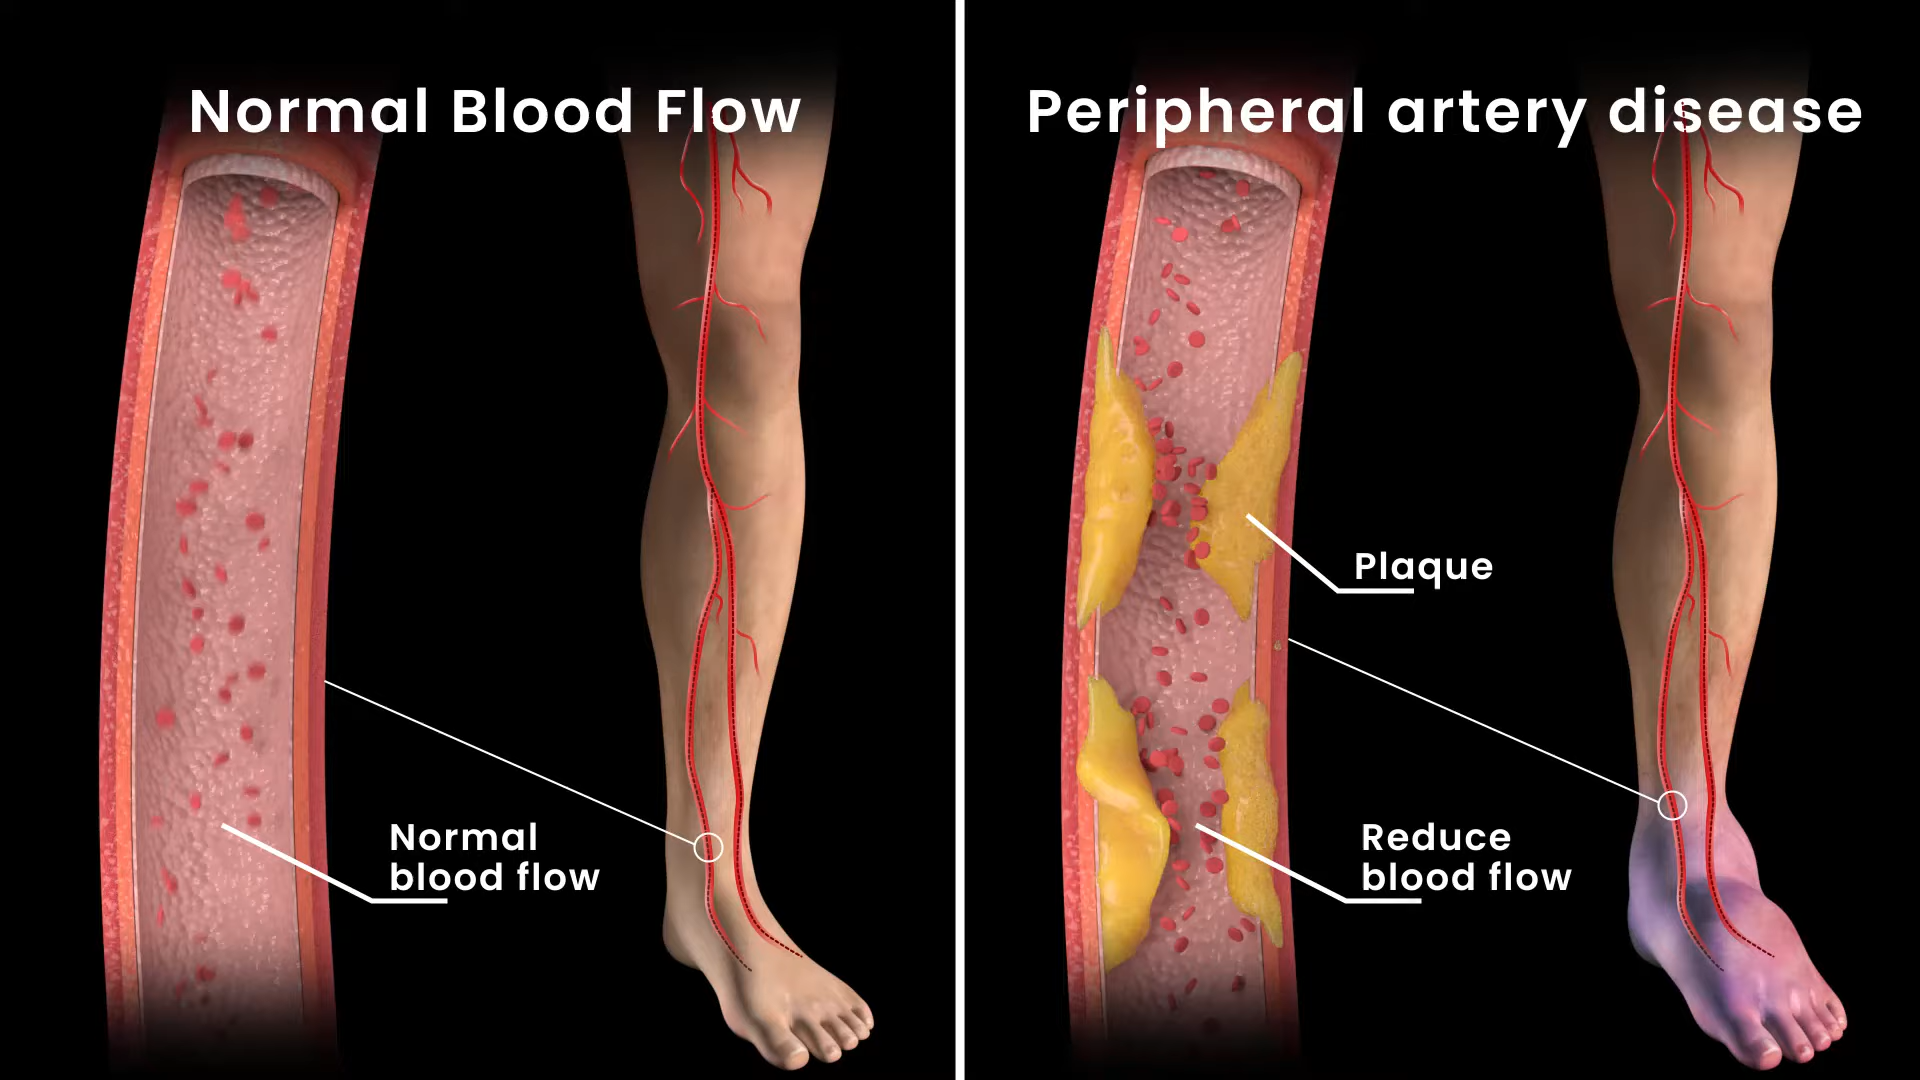 Normal Blood Flow
Normal
blood flow
Peripheral artery disease
Plaque
Reduce
blood flow